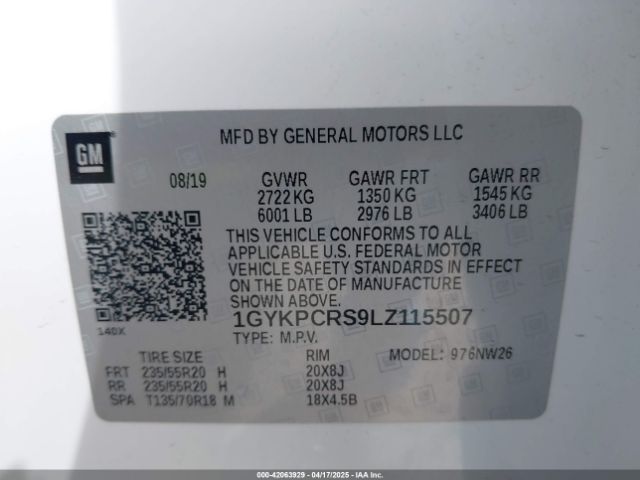 GM
MFD BY GENERAL MOTORS LLC
08/19 GVWR GAWR FRT GAWR RR
2722 KG 1350 KG 1545 KG
6001 LB 2976 LB 3406 LB
THIS VEHICLE CONFORMS TO ALL
APPLICABLE U.S. FEDERAL MOTOR
VEHICLE SAFETY STANDARDS IN EFFECT
ON THE DATE OF MANUFACTURE
SHOWN ABOVE.
140X
1GYKPCRS9LZ115507
TYPE: M.P.V.
TIRE SIZE RIM MODEL: 976NW26
FRT 235/55R20 H 20X8J
RR 235/55R20 H 20X8J
SPA T135/70R18 M 18X4.5B
000-42063929 - 04/17/2025 - IAAI.COM